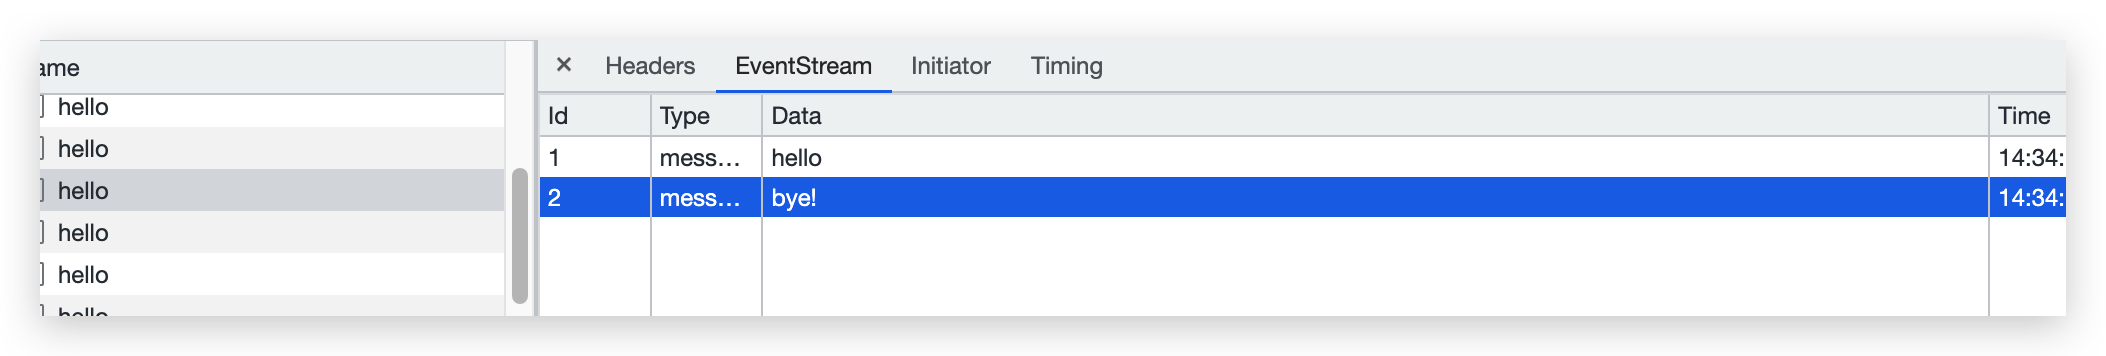 ame
hello
hello
hello
hello
hello
hello
× Headers EventStream Initiator Timing
Id Type Data Time
1 mess... hello 14:34:
2 mess... bye! 14:34: